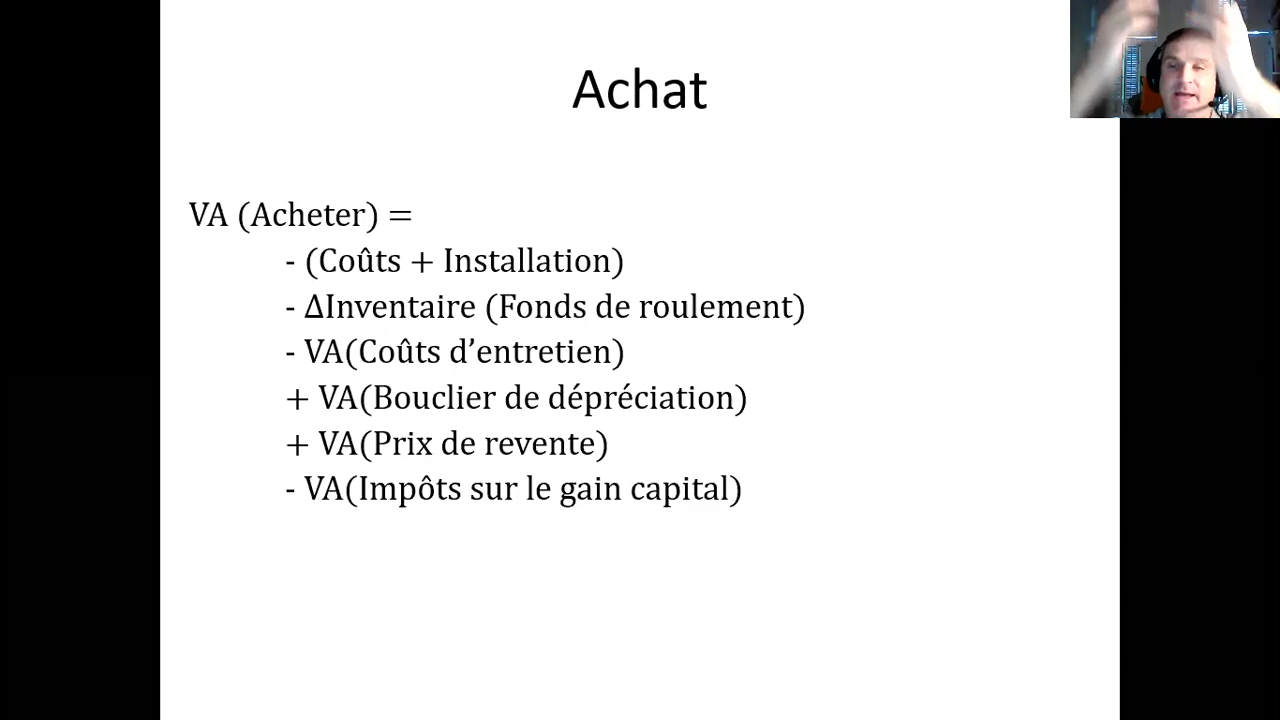 Achat
VA (Acheter) =
- (Coûts + Installation)
- ΔInventaire (Fonds de roulement)
- VA(Coûts d’entretien)
+ VA(Bouclier de dépréciation)
+ VA(Prix de revente)
- VA(Impôts sur le gain capital)